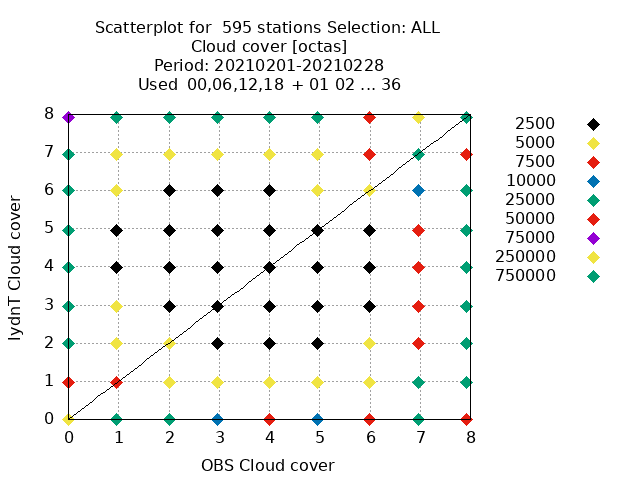 Scatterplot for  595 stations Selection: ALL
Cloud cover [octas]
Period: 20210201-20210228
Used  00,06,12,18  + 01 02 ... 36
8
7
6
5
4
3
2
1
0
IydnT Cloud cover
0 1 2 3 4 5 6 7 8
OBS Cloud cover
2500
5000
7500
10000
25000
50000
75000
250000
750000